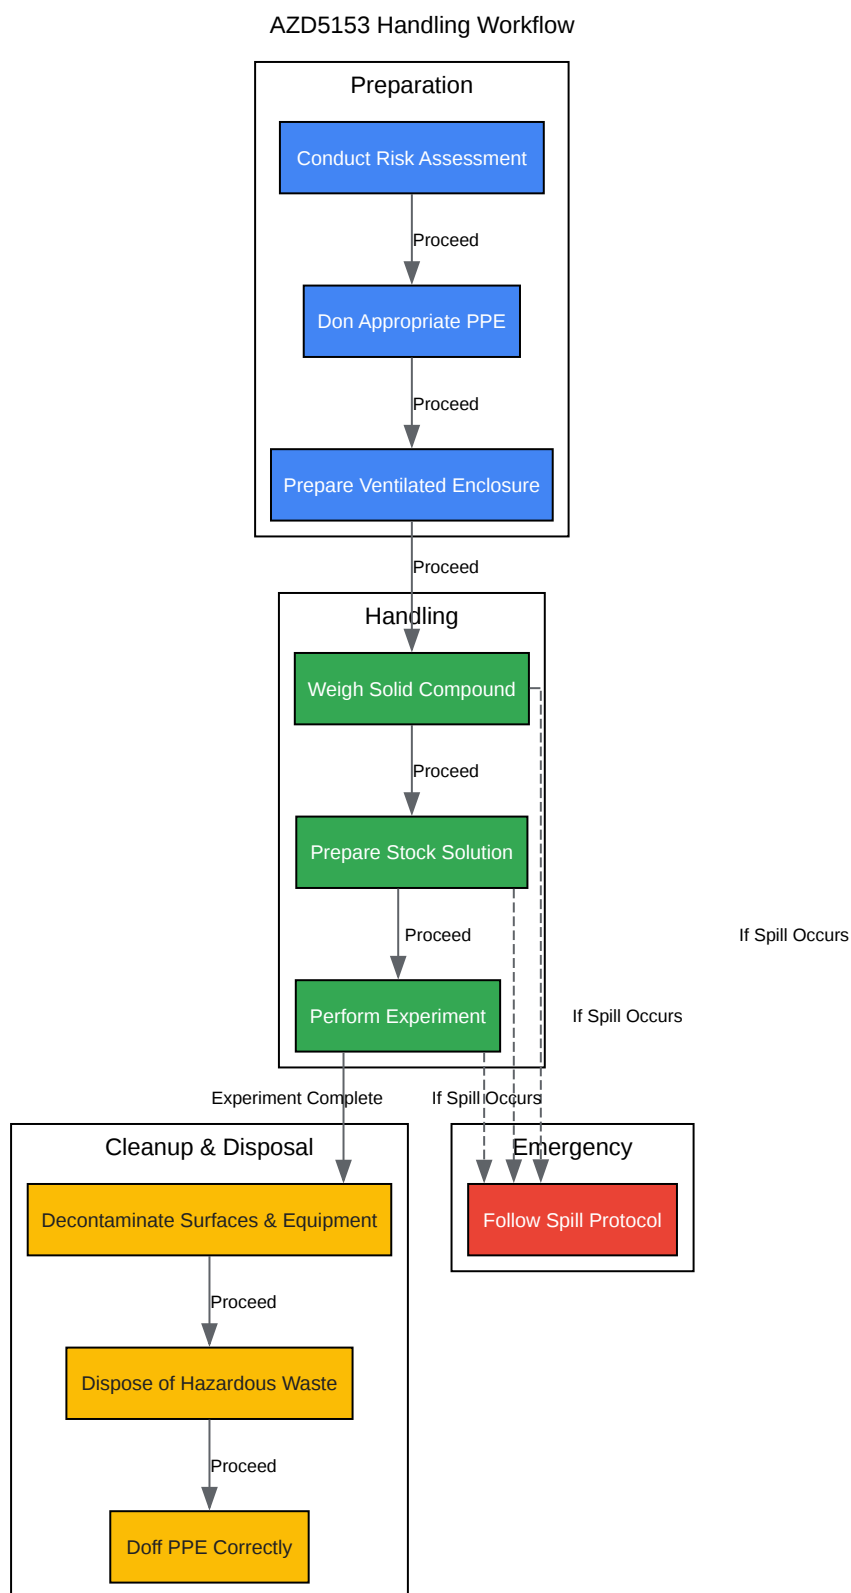 AZD5153 Handling Workflow
Preparation
Conduct Risk Assessment
Proceed
Don Appropriate PPE
Proceed
Prepare Ventilated Enclosure
Proceed
Handling
Weigh Solid Compound
Proceed
Prepare Stock Solution
Proceed
If Spill Occurs
Perform Experiment
If Spill Occurs
Experiment Complete
If Spill Occurs
Cleanup & Disposal
Emergency
Decontaminate Surfaces & Equipment
Follow Spill Protocol
Proceed
Dispose of Hazardous Waste
Proceed
Doff PPE Correctly